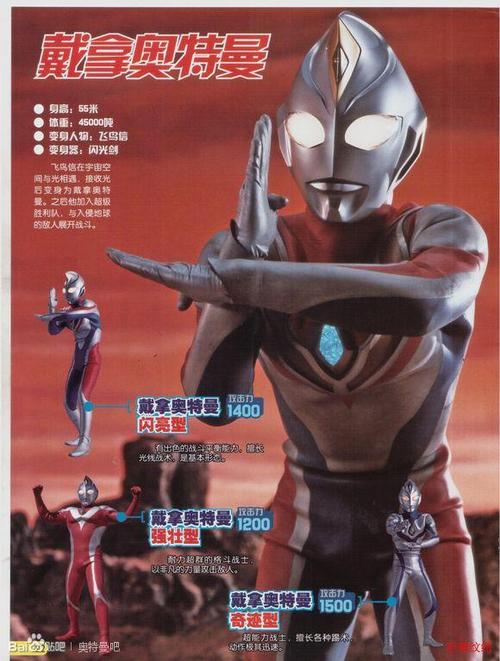 戴拿奥特曼
● 身高：55米
● 体重：45000吨
● 变身人物：飞鸟信
● 变身器：闪光剑
飞鸟信在宇宙空
间与光相遇，接收光
后变身为戴拿奥特
曼。之后他加入超级
胜利队，与入侵地球
的敌人展开战斗。
戴拿奥特曼 攻击力
闪亮型 1400
有出色的战斗平衡能力，擅长
光线战术，是基本形态。
戴拿奥特曼 攻击力
强壮型 1200
耐力超群的格斗战士，
以非凡的力量攻击敌人。
戴拿奥特曼 攻击力
奇迹型 1500
超能力战士，擅长各种踢术，
动作极其迅速。
Bai 贴吧 | 奥特曼吧